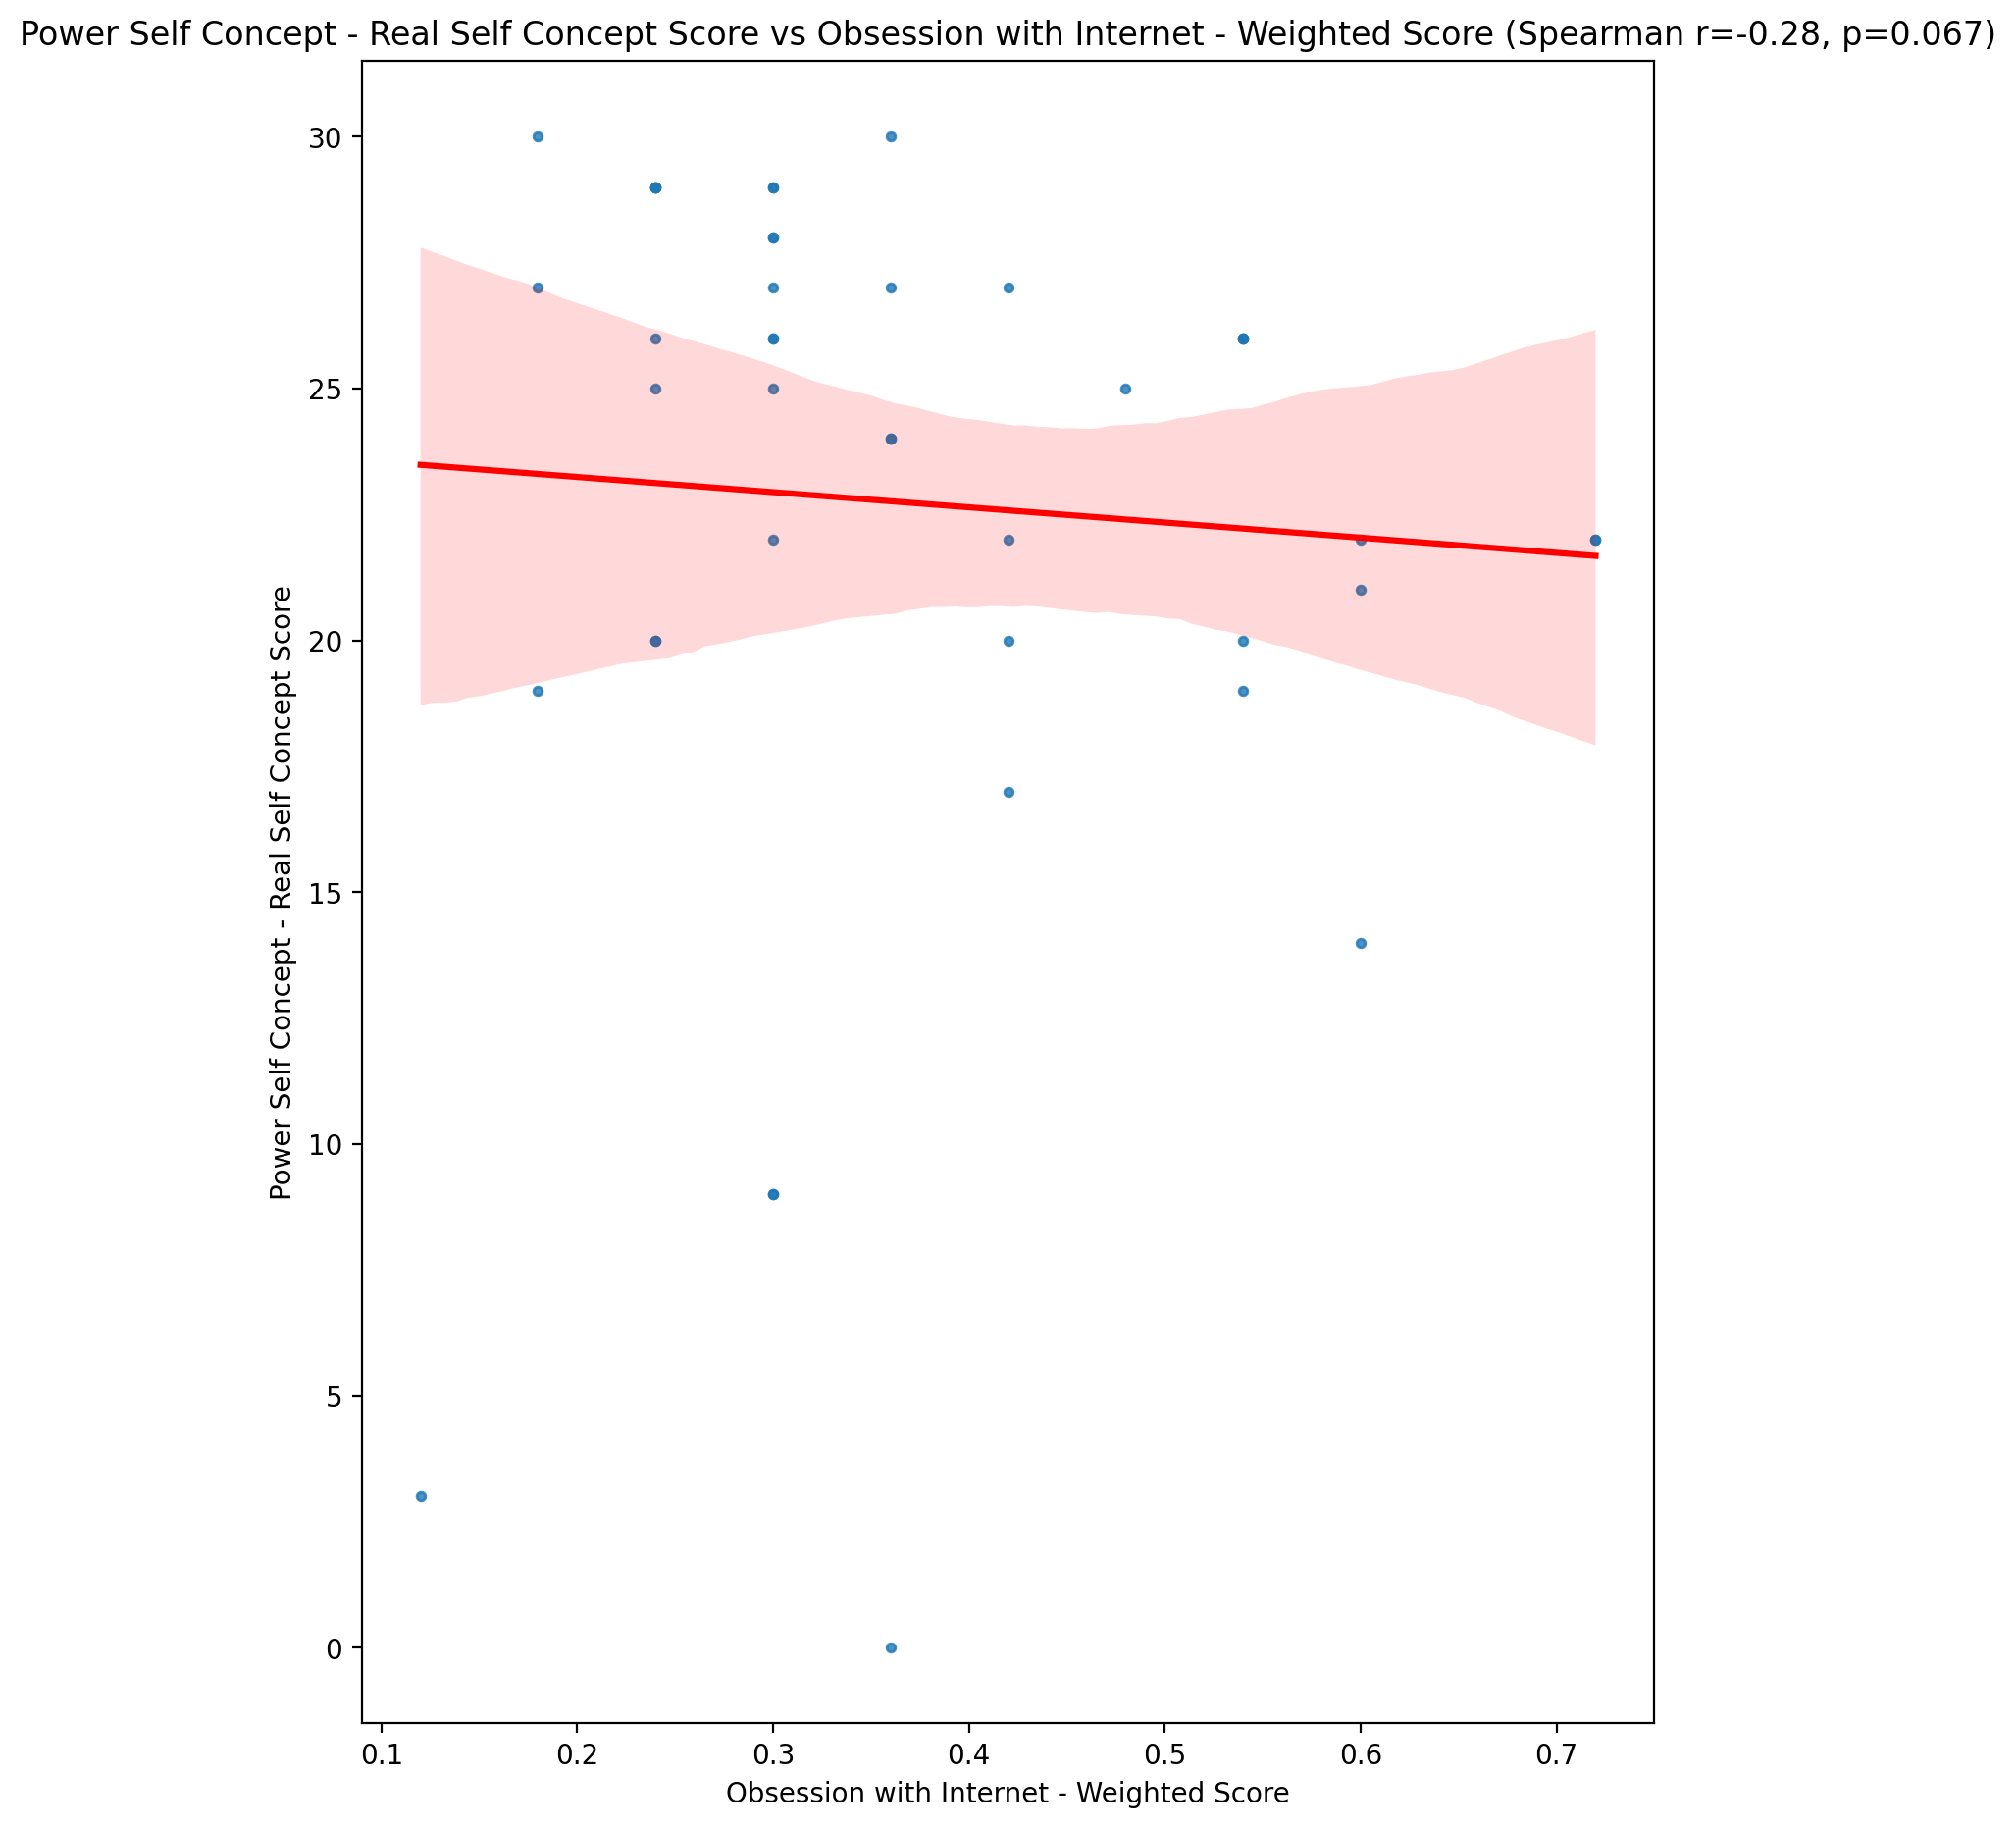 Power Self Concept - Real Self Concept Score vs Obsession with Internet - Weighted Score (Spearman r=-0.28, p=0.067)
Power Self Concept - Real Self Concept Score
30
25
20
15
10
5
0
0.1 0.2 0.3 0.4 0.5 0.6 0.7
Obsession with Internet - Weighted Score